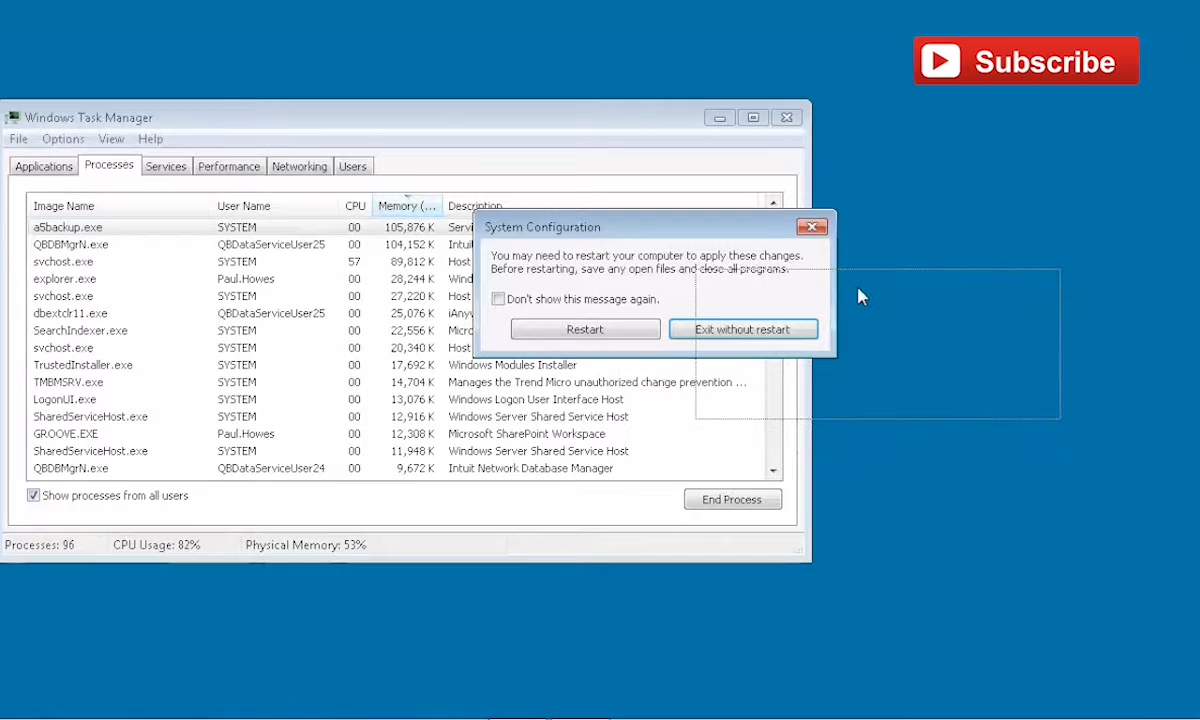 Subscribe
Windows Task Manager
File Options View Help
Applications Processes Services Performance Networking Users
Image Name User Name CPU Memory (... Description
a5backup.exe SYSTEM 00 105,876 K Servi
QBDBMgrN.exe QBDataServiceUser25 00 104,152 K Intuit
svchost.exe SYSTEM 57 89,812 K Host
explorer.exe Paul.Howes 00 28,244 K Wind
svchost.exe SYSTEM 00 27,220 K Host
dbextclr11.exe QBDataServiceUser25 00 25,076 K iAnyw
SearchIndexer.exe SYSTEM 00 22,556 K Micro
svchost.exe SYSTEM 00 20,340 K Host
TrustedInstaller.exe SYSTEM 00 17,692 K Windows Modules Installer
TMBMSRV.exe SYSTEM 00 14,704 K Manages the Trend Micro unauthorized change prevention ...
LogonUI.exe SYSTEM 00 13,076 K Windows Logon User Interface Host
SharedServiceHost.exe SYSTEM 00 12,916 K Windows Server Shared Service Host
GROOVE.EXE Paul.Howes 00 12,308 K Microsoft SharePoint Workspace
SharedServiceHost.exe SYSTEM 00 11,948 K Windows Server Shared Service Host
QBDBMgrN.exe QBDataServiceUser24 00 9,672 K Intuit Network Database Manager
Show processes from all users
End Process
Processes: 96 CPU Usage: 82% Physical Memory: 53%
System Configuration
You may need to restart your computer to apply these changes.
Before restarting, save any open files and close all programs.
Don't show this message again.
Restart Exit without restart